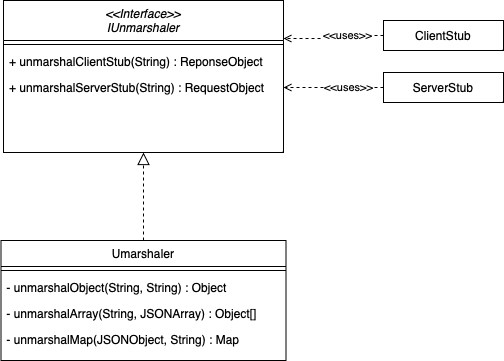 <<Interface>>
IUnmarshaler
+ unmarshalClientStub(String) : ReponseObject
+ unmarshalServerStub(String) : RequestObject
<<uses>>
ClientStub
<<uses>>
ServerStub
Umarshaler
- unmarshalObject(String, String) : Object
- unmarshalArray(String, JSONArray) : Object[]
- unmarshalMap(JSONObject, String) : Map